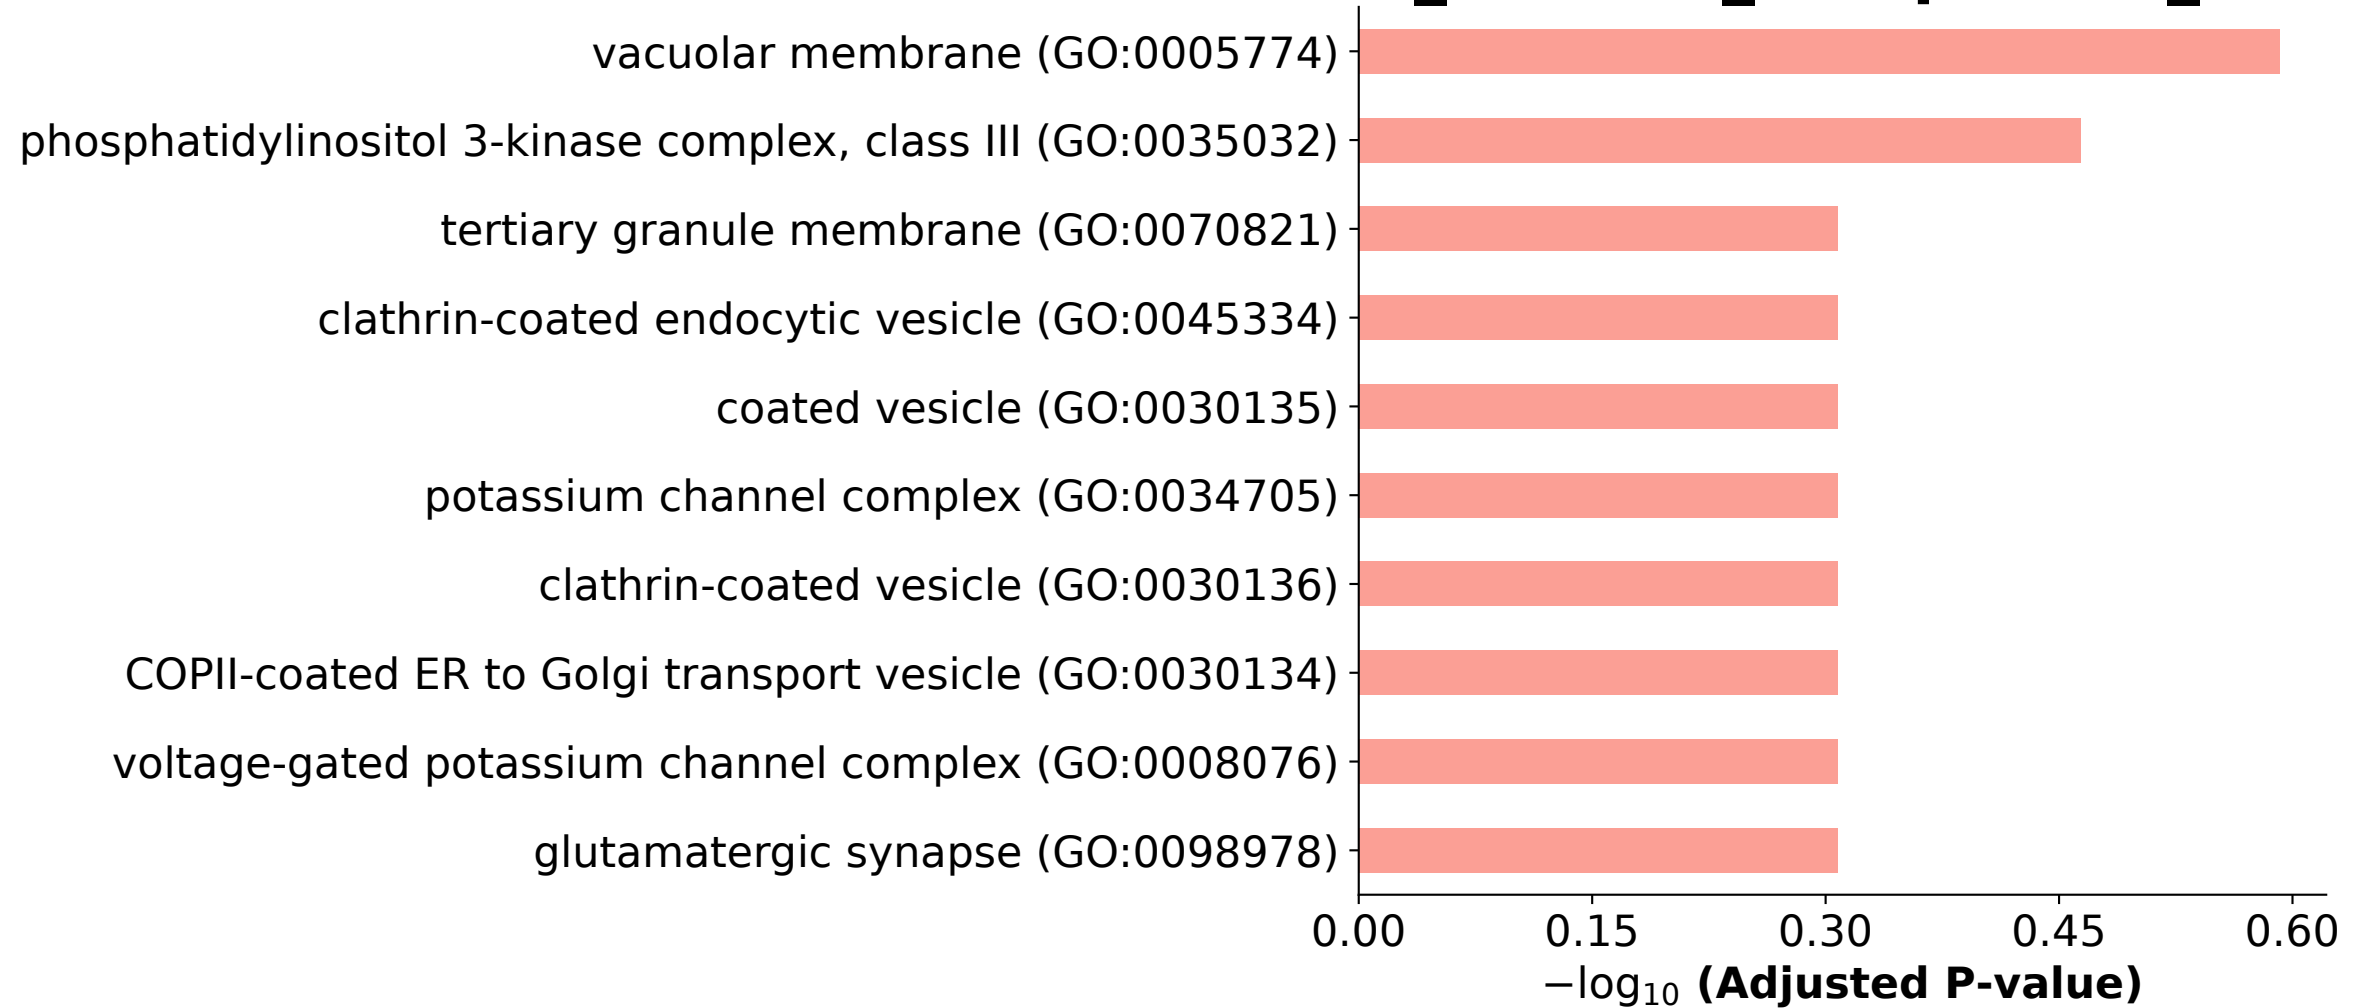 vacuolar membrane (GO:0005774)
phosphatidylinositol 3-kinase complex, class III (GO:0035032)
tertiary granule membrane (GO:0070821)
clathrin-coated endocytic vesicle (GO:0045334)
coated vesicle (GO:0030135)
potassium channel complex (GO:0034705)
clathrin-coated vesicle (GO:0030136)
COPII-coated ER to Golgi transport vesicle (GO:0030134)
voltage-gated potassium channel complex (GO:0008076)
glutamatergic synapse (GO:0098978)
0.00 0.15 0.30 0.45 0.60
−log₁₀ (Adjusted P-value)